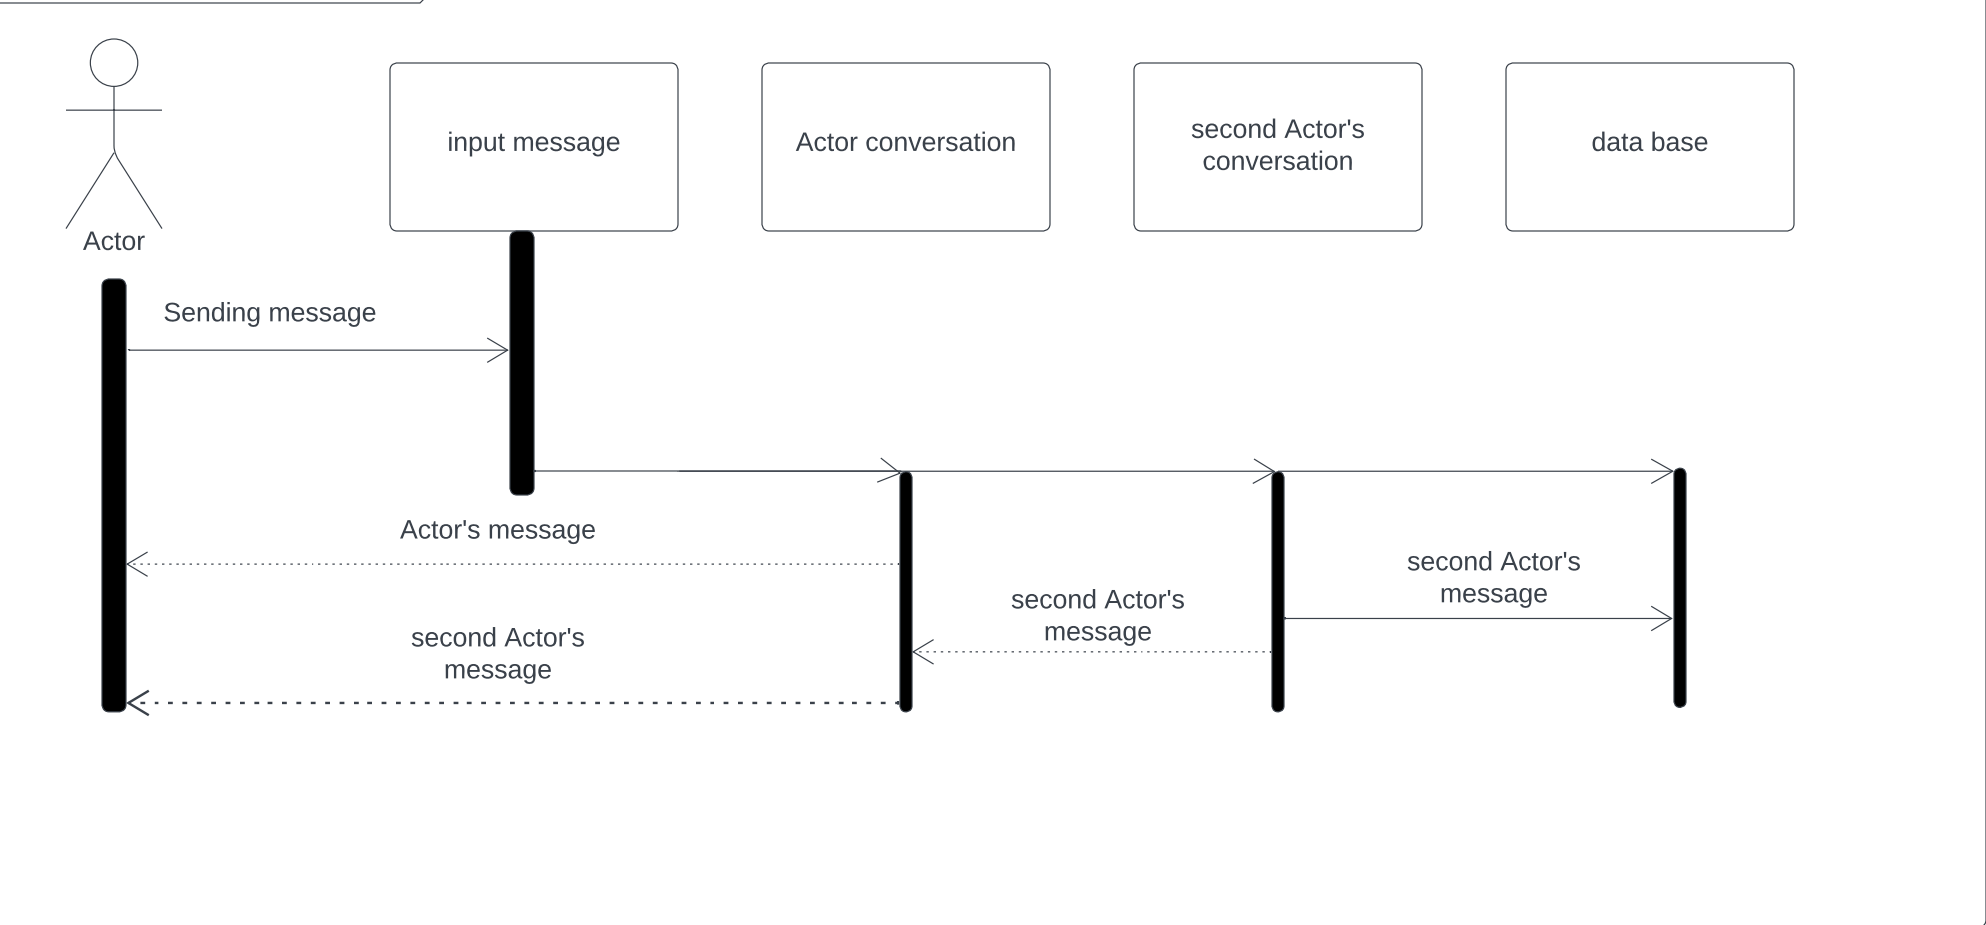 input message
Actor conversation
second Actor's
conversation
data base
Actor
Sending message
Actor's message
second Actor's
message
second Actor's
message
second Actor's
message